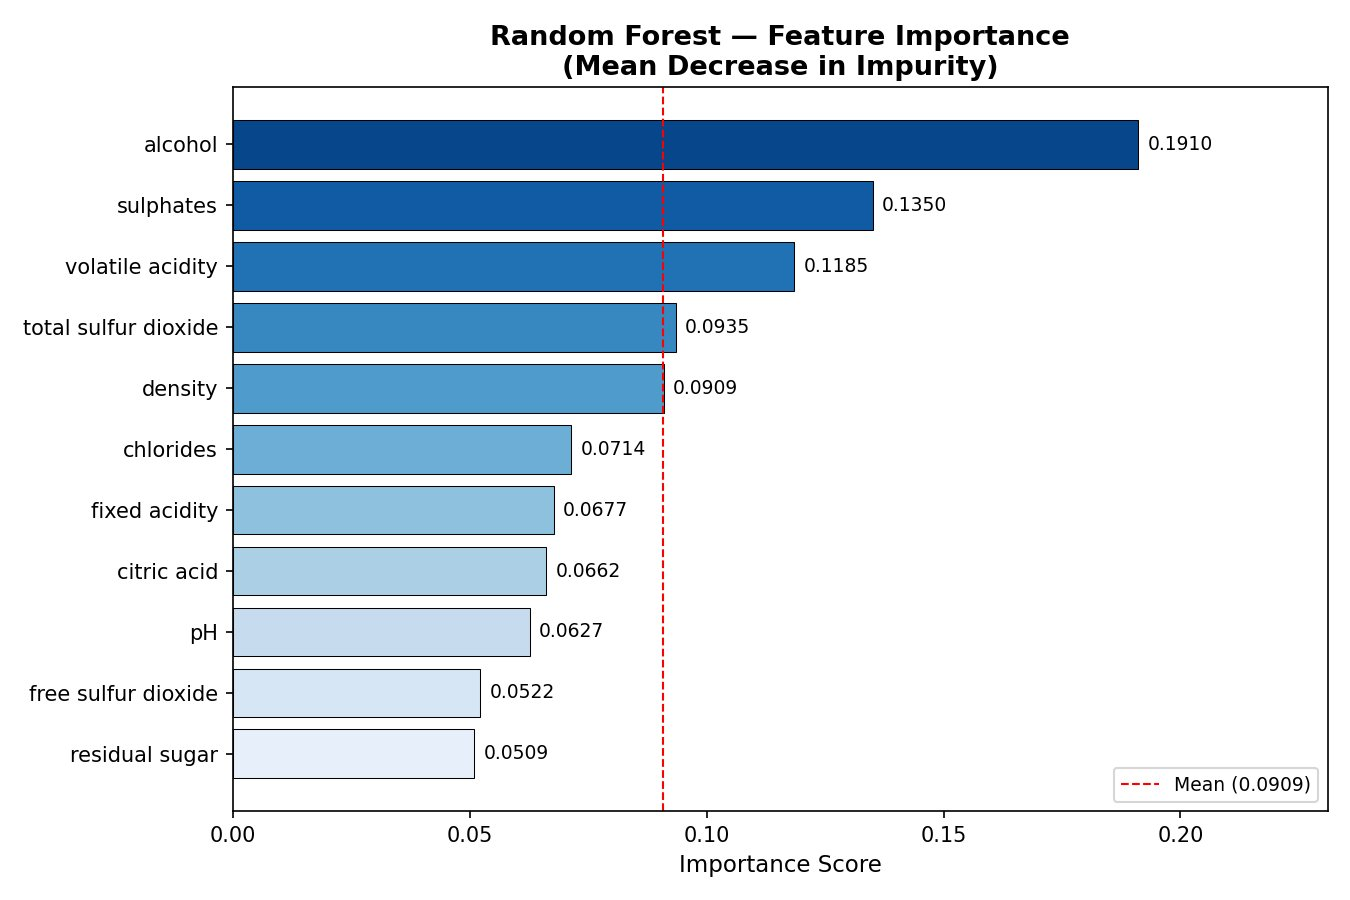 Random Forest — Feature Importance
(Mean Decrease in Impurity)
alcohol 0.1910
sulphates 0.1350
volatile acidity 0.1185
total sulfur dioxide 0.0935
density 0.0909
chlorides 0.0714
fixed acidity 0.0677
citric acid 0.0662
pH 0.0627
free sulfur dioxide 0.0522
residual sugar 0.0509
Mean (0.0909)
0.00 0.05 0.10 0.15 0.20
Importance Score